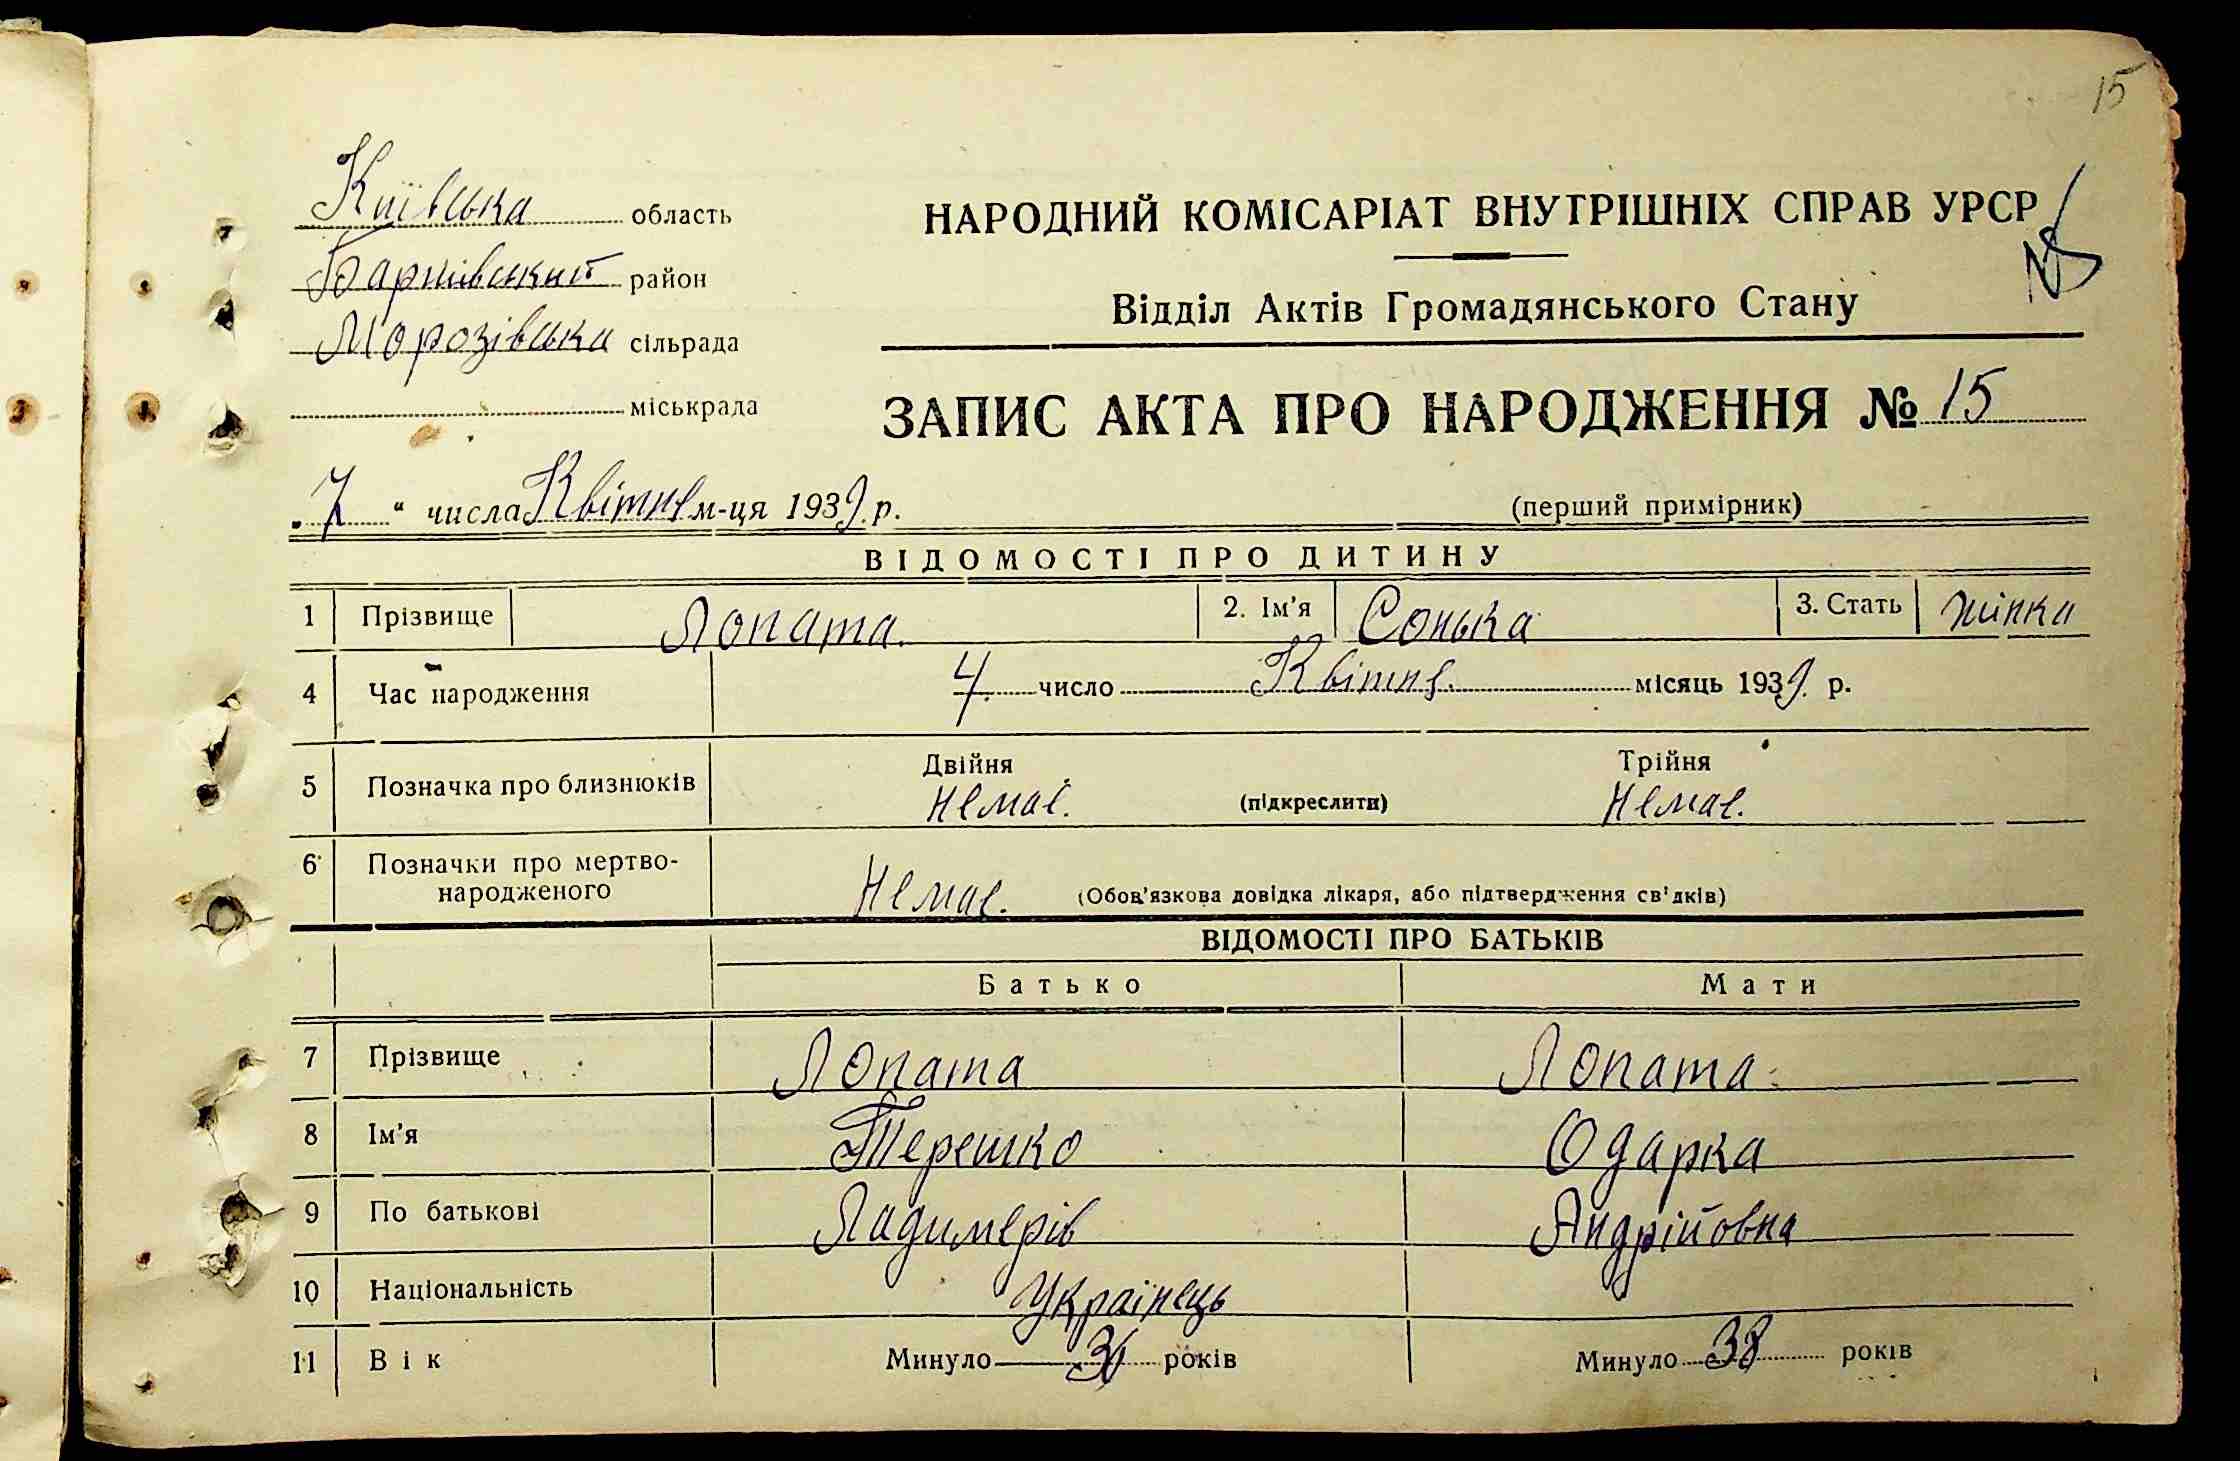 15
Київська область
Баришівський район
Морозівська сільрада
міськрада
НАРОДНИЙ КОМІСАРІАТ ВНУТРІШНІХ СПРАВ УРСР
Відділ Актів Громадянського Стану
ЗАПИС АКТА ПРО НАРОДЖЕННЯ № 15
„7“ числа Квітня м-ця 1939 р.
(перший примірник)
ВІДОМОСТІ ПРО ДИТИНУ
1 Прізвище Лопата. 2. Ім'я Сонька 3. Стать жінка
4 Час народження 4 число Квітня. місяць 1939. р.
5 Позначка про близнюків Двійня Немає. (підкреслити) Трійня Немає.
6 Позначки про мертво-
народженого Немає. (Обов'язкова довідка лікаря, або підтвердження св'дків)
ВІДОМОСТІ ПРО БАТЬКІВ
Батько Мати
7 Прізвище Лопата Лопата
8 Ім'я Терешко Одарка
9 По батькові Ладимерів Андрійовна
10 Національність Українець
11 Вік Минуло років Минуло 38 років